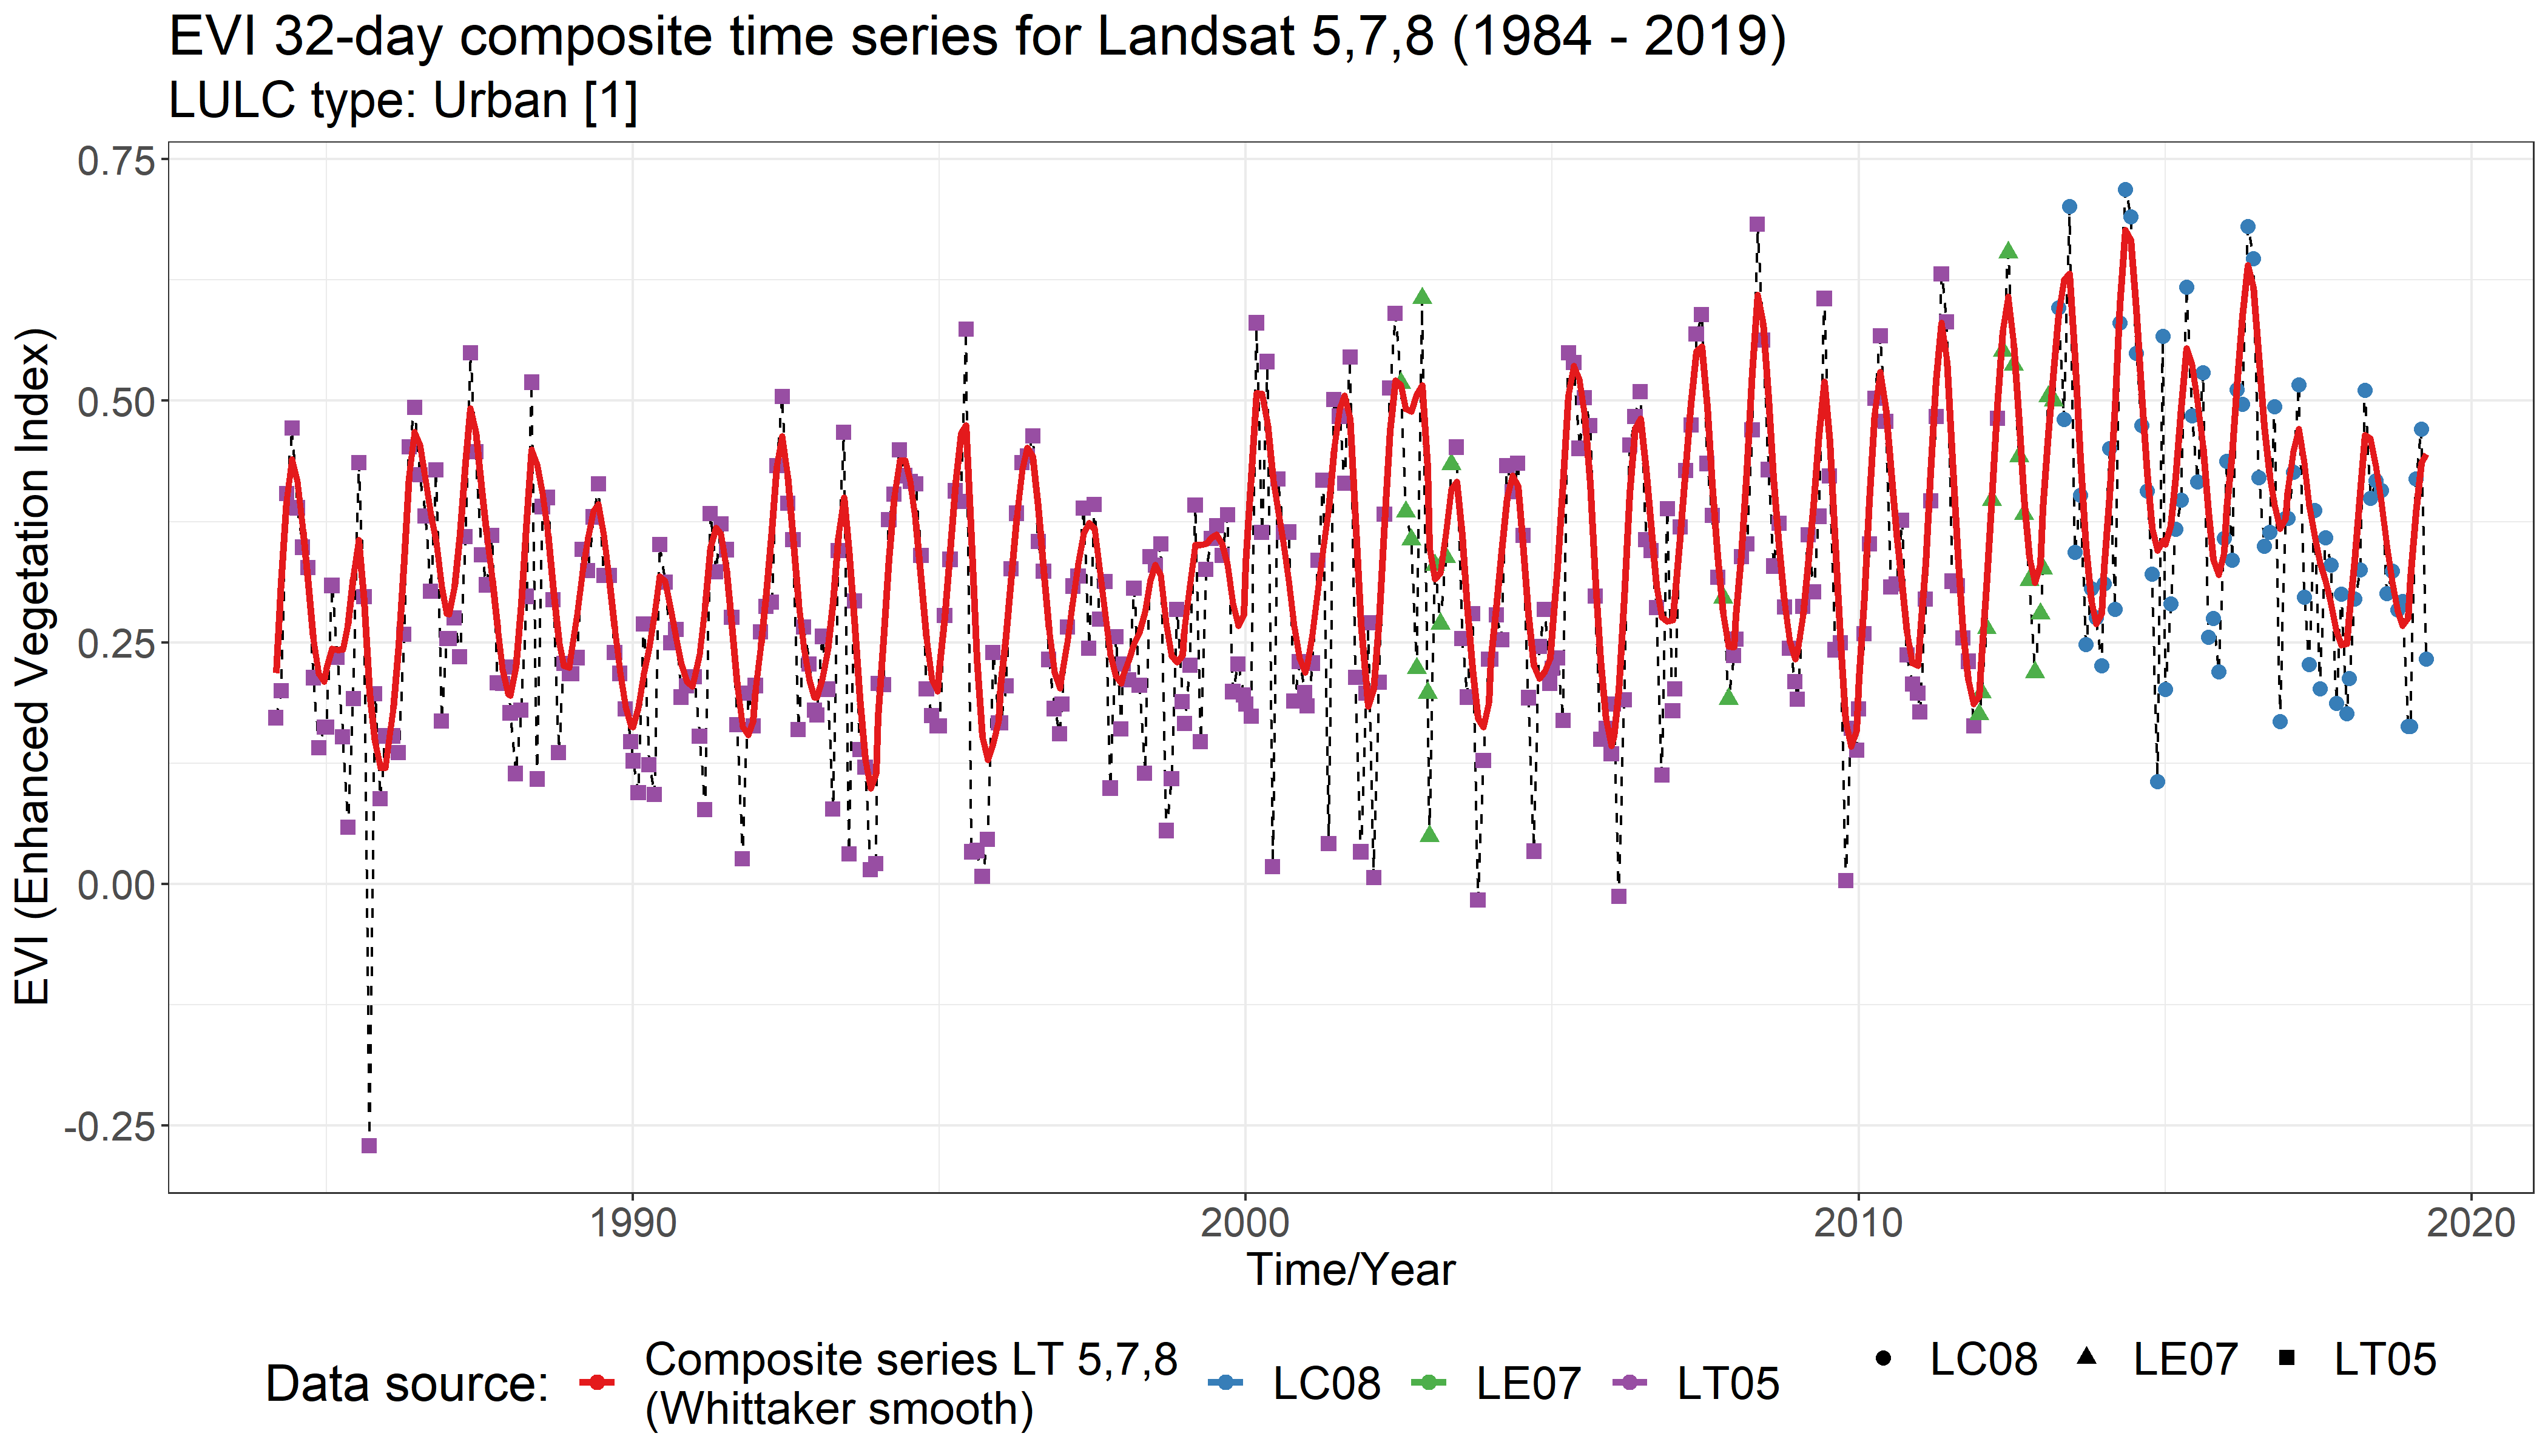 EVI 32-day composite time series for Landsat 5,7,8 (1984 - 2019)
LULC type: Urban [1]
EVI (Enhanced Vegetation Index)
0.75
0.50
0.25
0.00
-0.25
1990
2000
2010
2020
Time/Year
Data source:
Composite series LT 5,7,8
(Whittaker smooth)
LC08
LE07
LT05
LC08
LE07
LT05